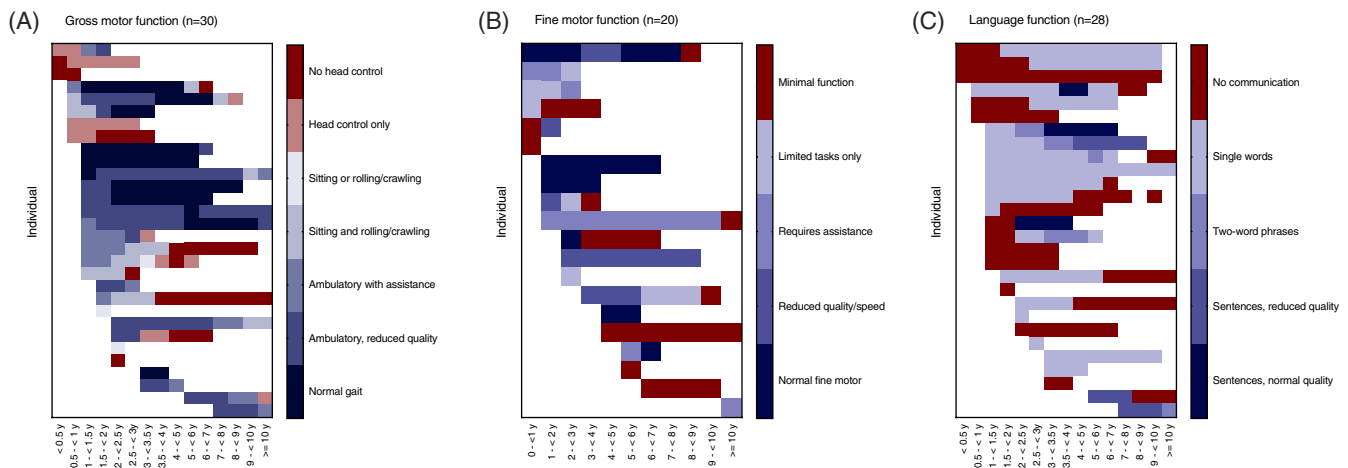 (A)
Gross motor function (n=30)
Individual
No head control
Head control only
Sitting or rolling/crawling
Sitting and rolling/crawling
Ambulatory with assistance
Ambulatory, reduced quality
Normal gait
< 0.5 y
0.5 - < 1 y
1 - < 1.5 y
1.5 - < 2 y
2 - < 2.5 y
2.5 - < 3 y
3 - < 3.5 y
3.5 - < 4 y
4 - < 5 y
5 - < 6 y
6 - < 7 y
7 - < 8 y
8 - < 9 y
9 - < 10 y
>= 10 y
(B)
Fine motor function (n=20)
Individual
Minimal function
Limited tasks only
Requires assistance
Reduced quality/speed
Normal fine motor
0 - <1 y
1 - <2 y
2 - <3 y
3 - <4 y
4 - <5 y
5 - <6 y
6 - <7 y
7 - <8 y
8 - <9 y
9 - <10 y
>=10 y
(C)
Language function (n=28)
Individual
No communication
Single words
Two-word phrases
Sentences, reduced quality
Sentences, normal quality
<0.5 y
0.5 - <1 y
1 - <1.5 y
1.5 - <2 y
2 - <2.5 y
2.5 - <3y
3 - <3.5 y
3.5 - <4 y
4 - <5 y
5 - <6 y
6 - <7 y
7 - <8 y
8 - <9 y
9 - <10 y
>=10 y